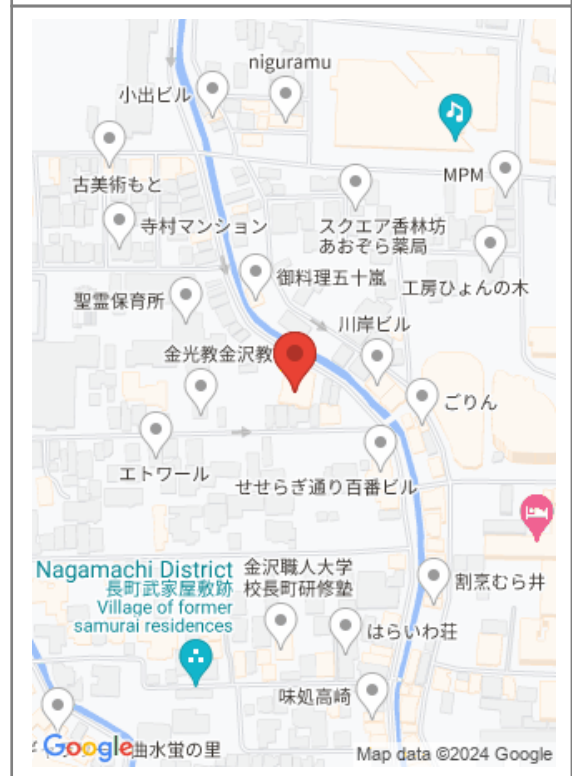 niguramu
小出ビル
古美術もと
MPM
寺村マンション
スクエア香林坊
あおぞら薬局
御料理五十嵐
工房ひょんの木
聖霊保育所
川岸ビル
金光教金沢教
ごりん
エトワール
せせらぎ通り百番ビル
Nagamachi District
長町武家屋敷跡
Village of former
samurai residences
金沢職人大学
校長町研修塾
割烹むら井
はらいわ荘
味処高崎
Google
曲水蛍の里
Map data ©2024 Google